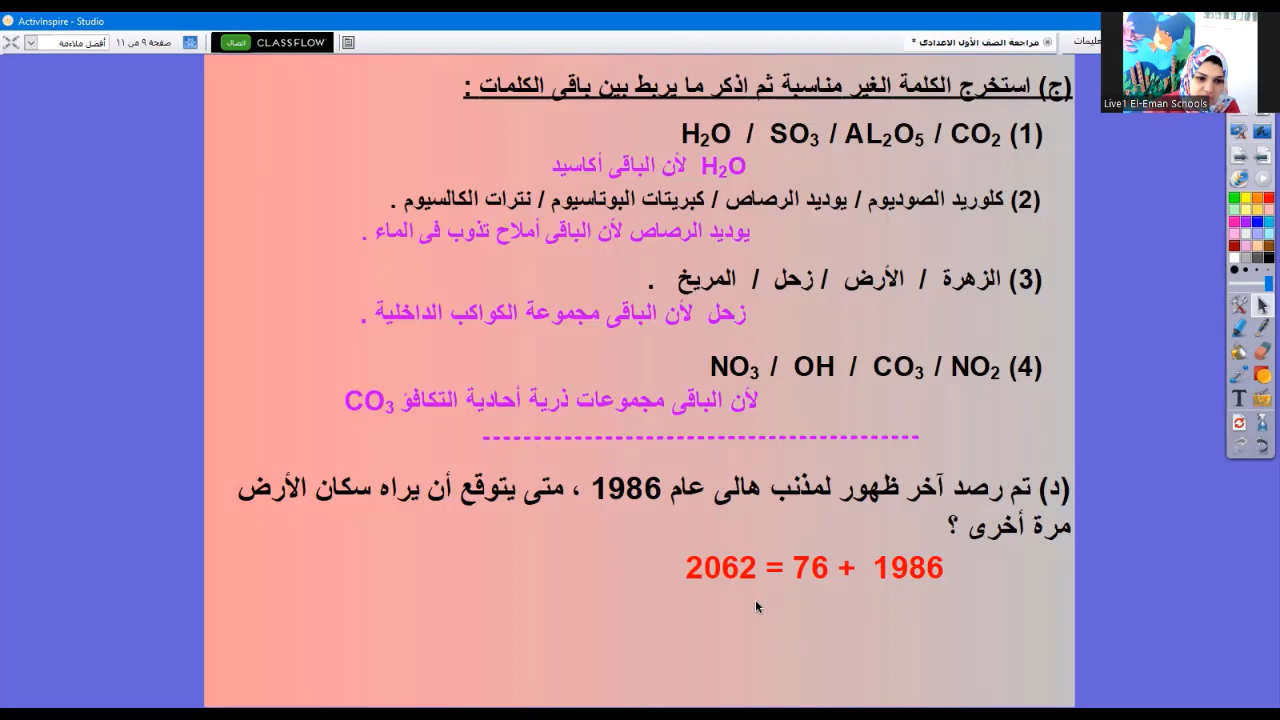 ActivInspire - Studio
أفضل ملاءمة
صفحة ٩ من ١١
اتصال CLASSFLOW
مراجعة الصف الأول الاعدادى *
تعليمات
Live1 El-Eman Schools
(ج) استخرج الكلمة الغير مناسبة ثم اذكر ما يربط بين باقى الكلمات :
(1) H₂O / SO₃ / AL₂O₅ / CO₂
H₂O لأن الباقى أكاسيد
(2) كلوريد الصوديوم / يوديد الرصاص / كبريتات البوتاسيوم / نترات الكالسيوم .
يوديد الرصاص لأن الباقى أملاح تذوب فى الماء .
(3) الزهرة / الأرض / زحل / المريخ .
زحل لأن الباقى مجموعة الكواكب الداخلية .
(4) NO₃ / OH / CO₃ / NO₂
لأن الباقى مجموعات ذرية أحادية التكافؤ CO₃
(د) تم رصد آخر ظهور لمذنب هالى عام 1986 ، متى يتوقع أن يراه سكان الأرض
مرة أخرى ؟
2062 = 76 + 1986